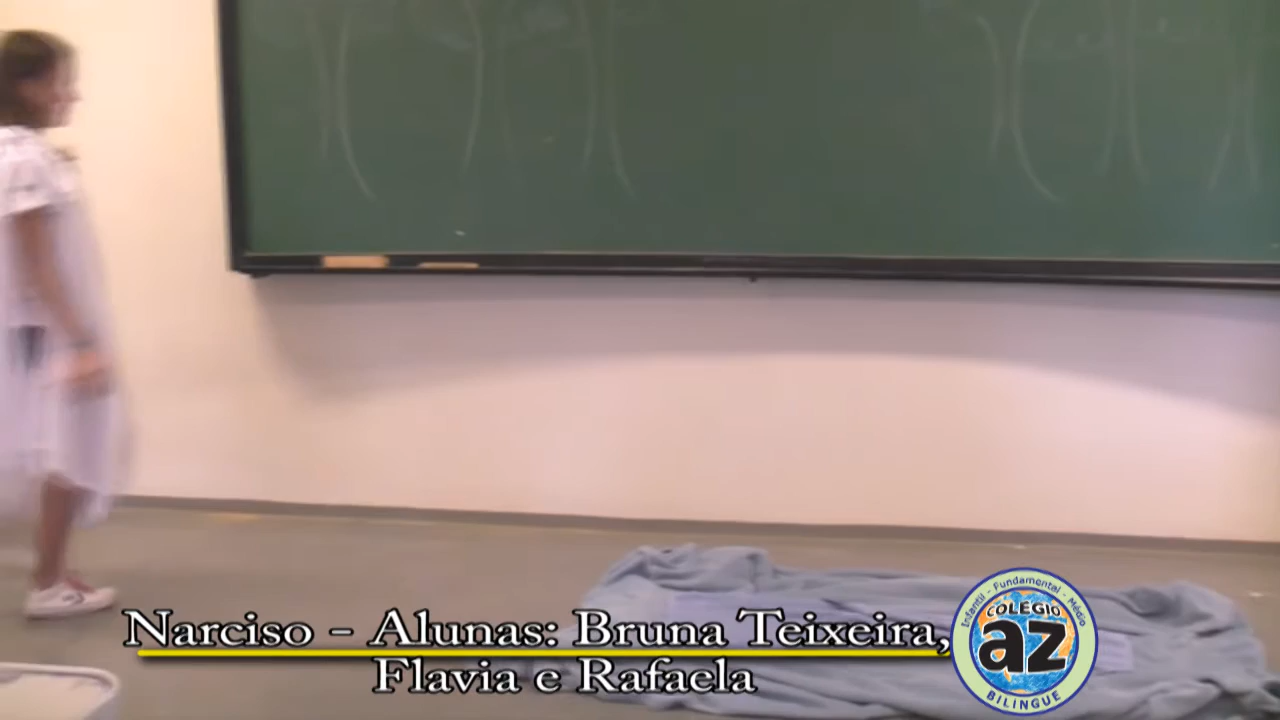 Narciso - Alunas: Bruna Teixeira,
Flavia e Rafaela
Infantil - Fundamental - Médio
COLÉGIO
az
BILÍNGUE